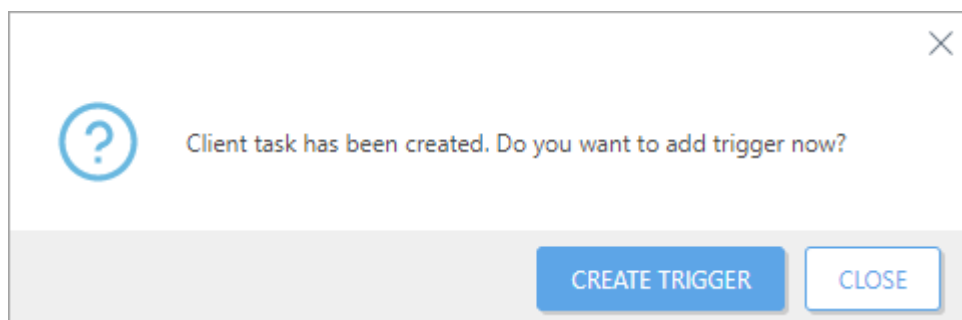 Client task has been created. Do you want to add trigger now?
CREATE TRIGGER
CLOSE